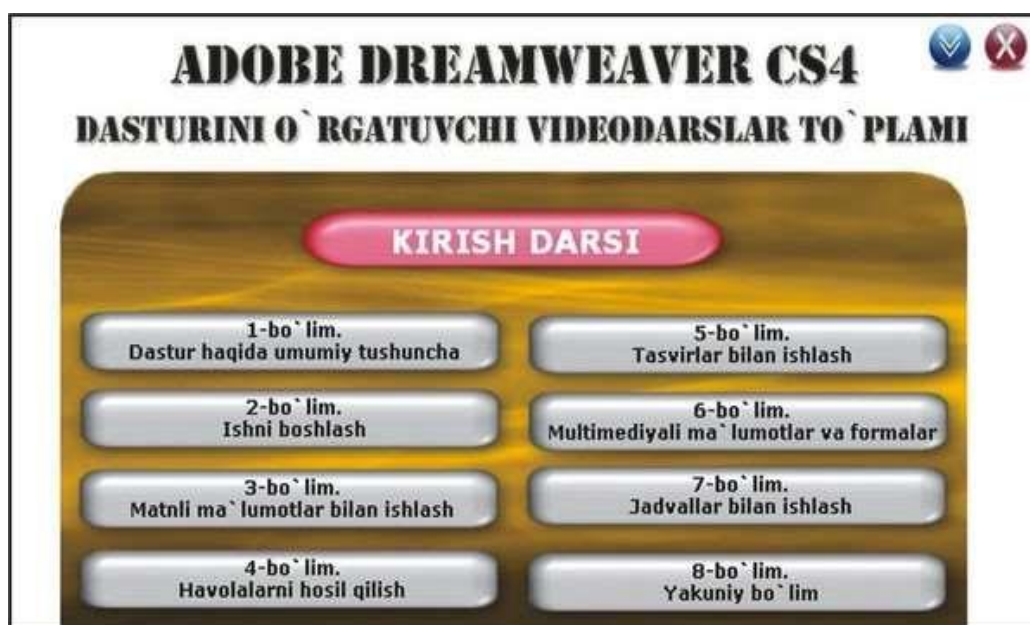 ADOBE DREAMWEAVER CS4
DASTURINI O`RGATUVCHI VIDEODARSLAR TO`PLAMI
KIRISH DARSI
1-bo`lim.
Dastur haqida umumiy tushuncha
2-bo`lim.
Ishni boshlash
3-bo`lim.
Matnli ma`lumotlar bilan ishlash
4-bo`lim.
Havolalarni hosil qilish
5-bo`lim.
Tasvirlar bilan ishlash
6-bo`lim.
Multimediyali ma`lumotlar va formalar
7-bo`lim.
Jadvallar bilan ishlash
8-bo`lim.
Yakuniy bo`lim